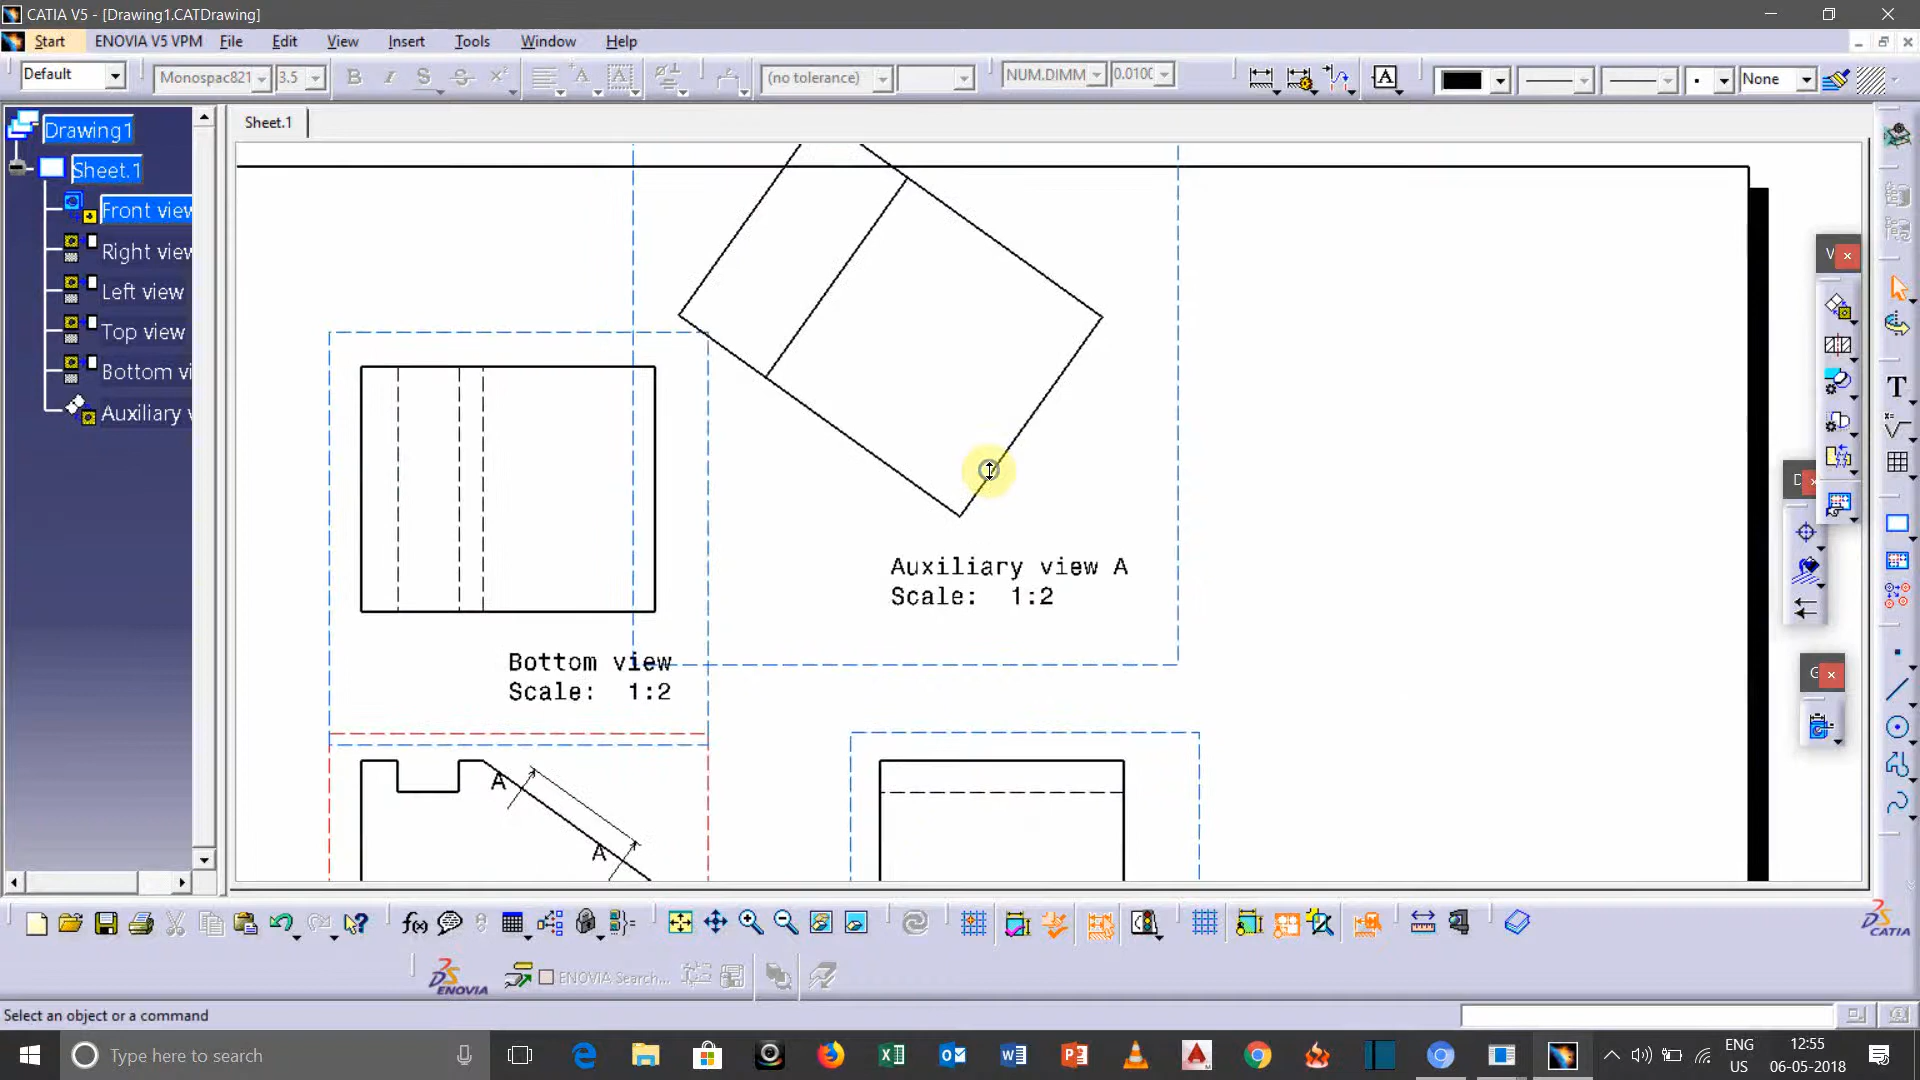 CATIA V5 - [Drawing1.CATDrawing]
Start ENOVIA V5 VPM File Edit View Insert Tools Window Help
Default Monospac821 3.5 B I S S (no tolerance) NUM.DIMM 0.0100 A None
Drawing1
Sheet.1
Front view
Right view
Left view
Top view
Bottom vi
Auxiliary v
Sheet.1
V
D
G
T
Auxiliary view A
Scale: 1:2
Bottom view
Scale: 1:2
A
A
f(x)
CATIA
ENOVIA
ENOVIA Search...
Select an object or a command
Type here to search
ENG
US
12:55
06-05-2018